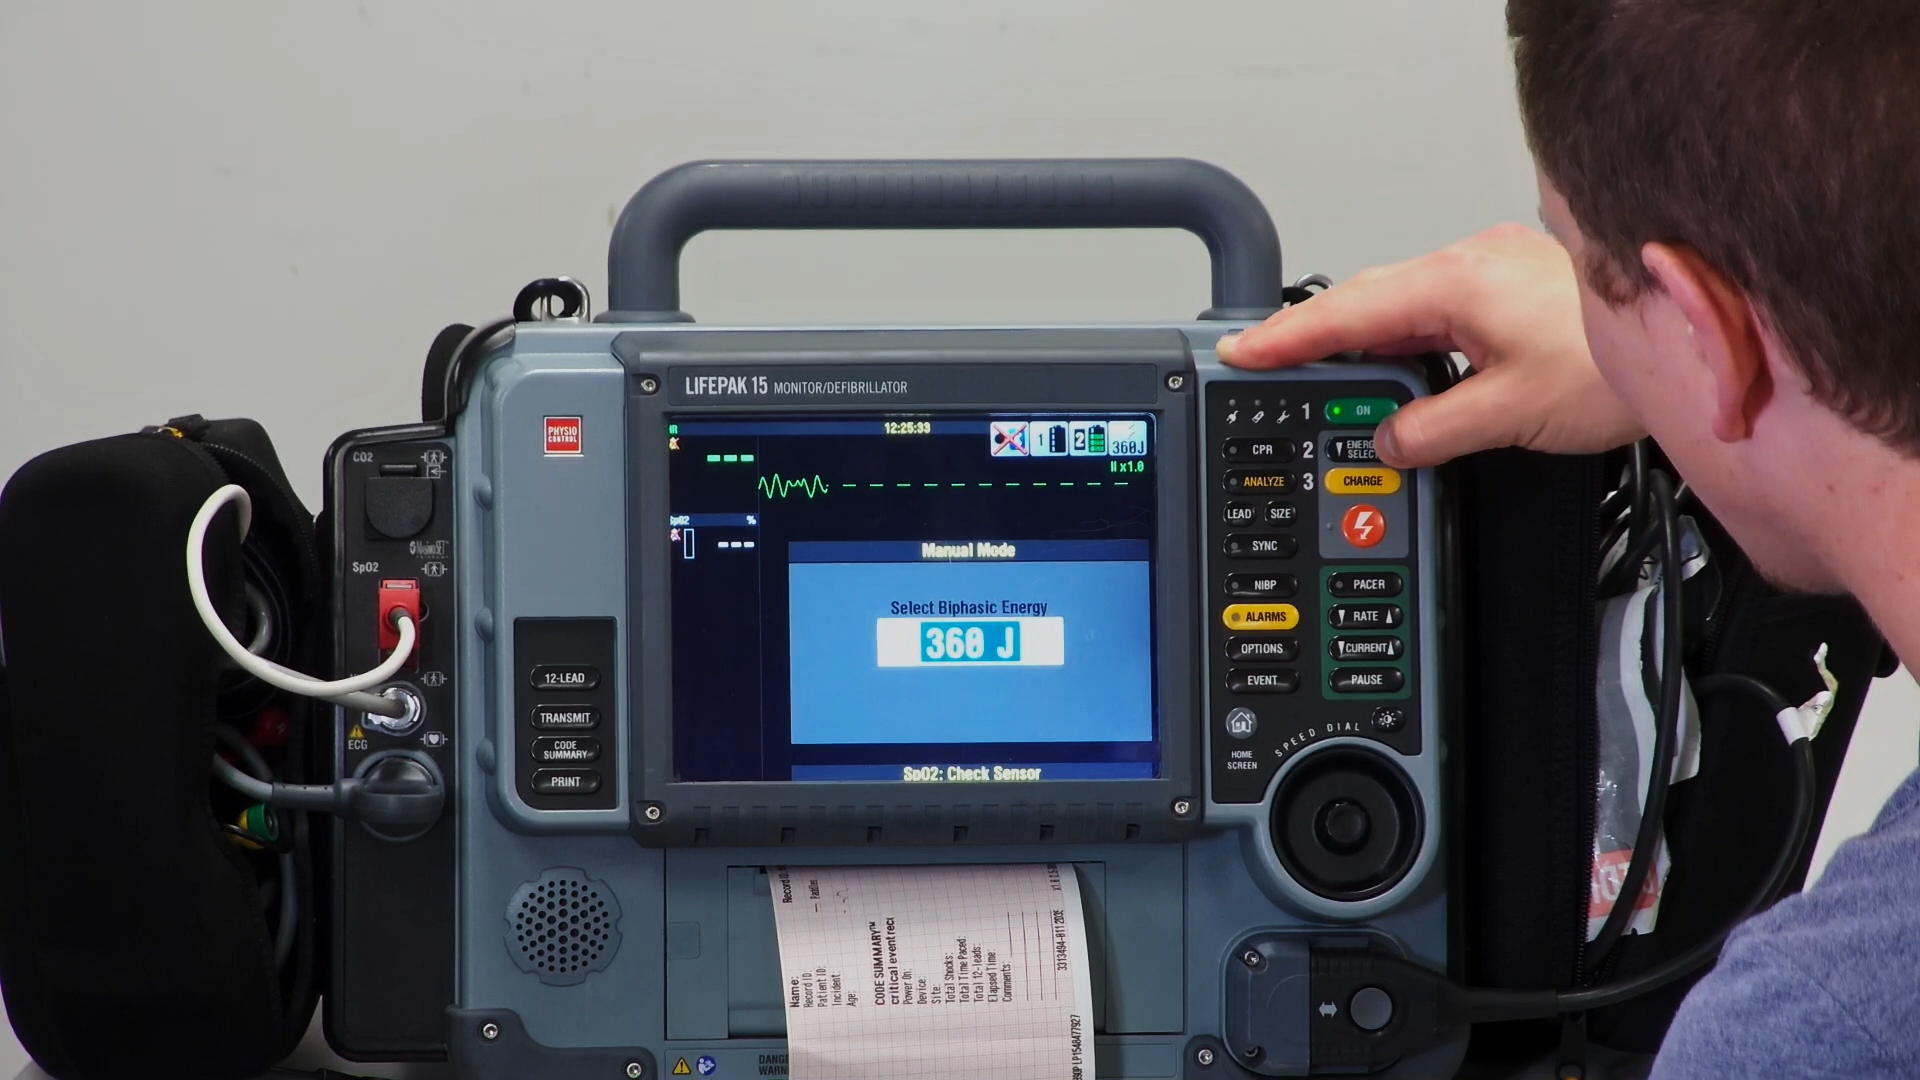 LIFEPAK 15 MONITOR/DEFIBRILLATOR
PHYSIO
CONTROL
CO2
SpO2
ECG
12-LEAD
TRANSMIT
CODE
SUMMARY
PRINT
12:25:33
1
2
360J
II x1.0
SpO2 %
Manual Mode
Select Biphasic Energy
360 J
SpO2: Check Sensor
1 ON
CPR 2
ANALYZE 3 CHARGE
LEAD SIZE
SYNC
NIBP PACER
ALARMS RATE
OPTIONS CURRENT
EVENT PAUSE
SPEED DIAL
HOME
SCREEN
Name:
Record ID:
Patient ID:
Incident
Age:
CODE SUMMARY™
critical event
Power On:
Device:
Site:
Total Shocks:
Total Time Paced:
Total 12-leads:
Elapsed Time:
Comments: